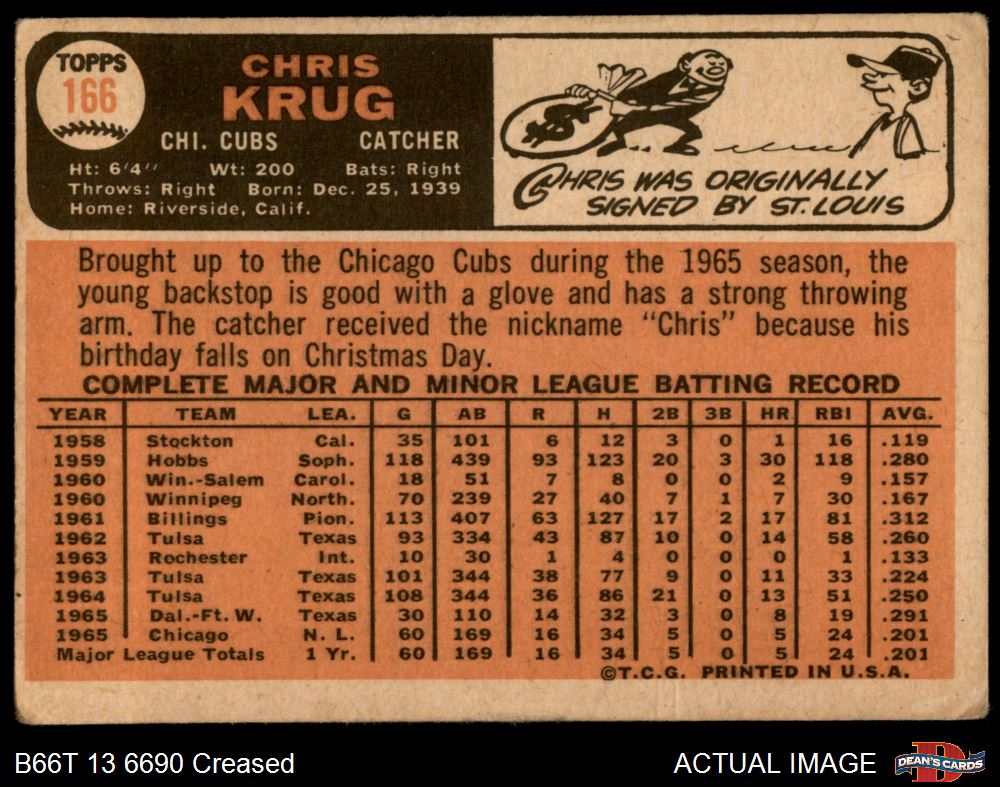 TOPPS
166
CHRIS
KRUG
CHI. CUBS CATCHER
Ht: 6'4" Wt: 200 Bats: Right
Throws: Right Born: Dec. 25, 1939
Home: Riverside, Calif.
$
CHRIS WAS ORIGINALLY
SIGNED BY ST. LOUIS
Brought up to the Chicago Cubs during the 1965 season, the
young backstop is good with a glove and has a strong throwing
arm. The catcher received the nickname "Chris" because his
birthday falls on Christmas Day.
COMPLETE MAJOR AND MINOR LEAGUE BATTING RECORD
YEAR TEAM LEA. G AB R H 2B 3B HR RBI AVG.
1958 Stockton Cal. 35 101 6 12 3 0 1 16 .119
1959 Hobbs Soph. 118 439 93 123 20 3 30 118 .280
1960 Win.-Salem Carol. 18 51 7 8 0 0 2 9 .157
1960 Winnipeg North. 70 239 27 40 7 1 7 30 .167
1961 Billings Pion. 113 407 63 127 17 2 17 81 .312
1962 Tulsa Texas 93 334 43 87 10 0 14 58 .260
1963 Rochester Int. 10 30 1 4 0 0 0 1 .133
1963 Tulsa Texas 101 344 38 77 9 0 11 33 .224
1964 Tulsa Texas 108 344 36 86 21 0 13 51 .250
1965 Dal.-Ft. W. Texas 30 110 14 32 3 0 8 19 .291
1965 Chicago N. L. 60 169 16 34 5 0 5 24 .201
Major League Totals 1 Yr. 60 169 16 34 5 0 5 24 .201
©T.C.G. PRINTED IN U.S.A.
B66T 13 6690 Creased ACTUAL IMAGE
B
DEAN'S CARDS